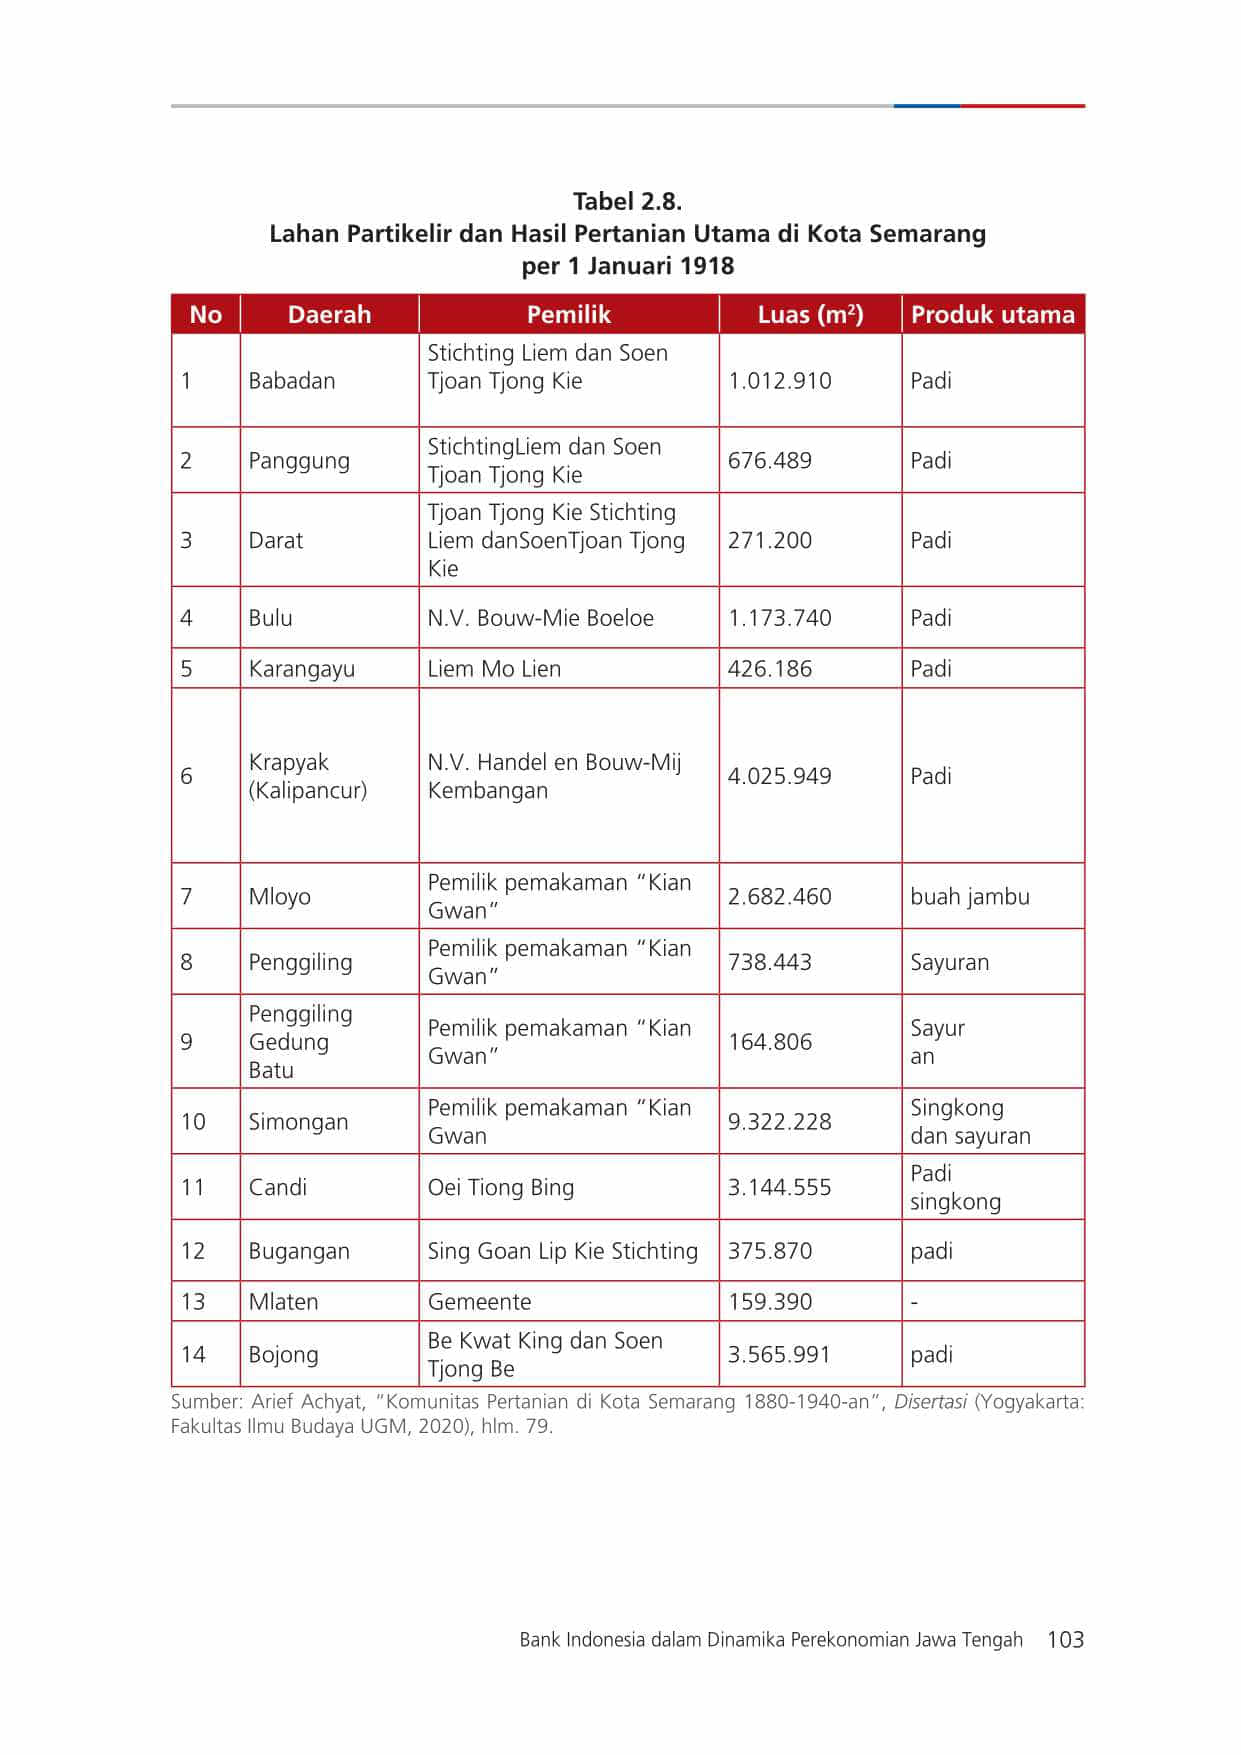 Tabel 2.8.
Lahan Partikelir dan Hasil Pertanian Utama di Kota Semarang
per 1 Januari 1918
No Daerah Pemilik Luas (m²) Produk utama
1 Babadan Stichting Liem dan Soen
Tjoan Tjong Kie 1.012.910 Padi
2 Panggung StichtingLiem dan Soen
Tjoan Tjong Kie 676.489 Padi
3 Darat Tjoan Tjong Kie Stichting
Liem danSoenTjoan Tjong
Kie 271.200 Padi
4 Bulu N.V. Bouw-Mie Boeloe 1.173.740 Padi
5 Karangayu Liem Mo Lien 426.186 Padi
6 Krapyak
(Kalipancur) N.V. Handel en Bouw-Mij
Kembangan 4.025.949 Padi
7 Mloyo Pemilik pemakaman “Kian
Gwan” 2.682.460 buah jambu
8 Penggiling Pemilik pemakaman “Kian
Gwan” 738.443 Sayuran
9 Penggiling
Gedung
Batu Pemilik pemakaman “Kian
Gwan” 164.806 Sayur
an
10 Simongan Pemilik pemakaman “Kian
Gwan 9.322.228 Singkong
dan sayuran
11 Candi Oei Tiong Bing 3.144.555 Padi
singkong
12 Bugangan Sing Goan Lip Kie Stichting 375.870 padi
13 Mlaten Gemeente 159.390 -
14 Bojong Be Kwat King dan Soen
Tjong Be 3.565.991 padi
Sumber: Arief Achyat, “Komunitas Pertanian di Kota Semarang 1880-1940-an”, Disertasi (Yogyakarta:
Fakultas Ilmu Budaya UGM, 2020), hlm. 79.
Bank Indonesia dalam Dinamika Perekonomian Jawa Tengah 103